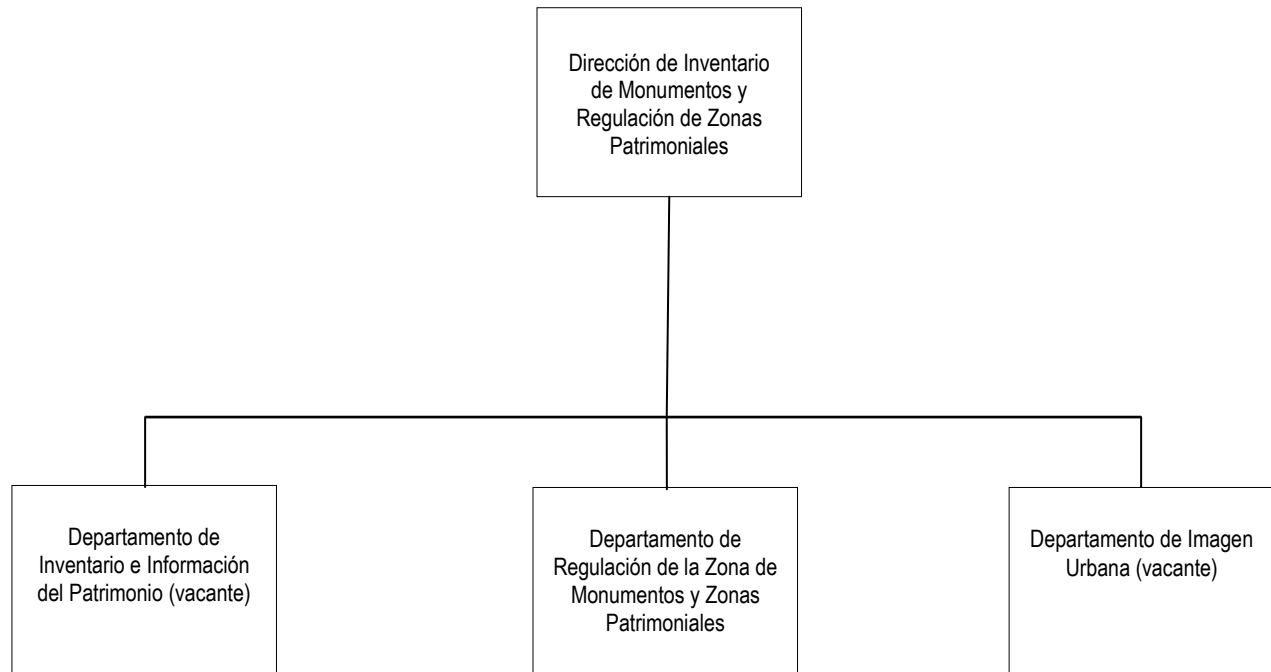 Dirección de Inventario
de Monumentos y
Regulación de Zonas
Patrimoniales
Departamento de
Inventario e Información
del Patrimonio (vacante)
Departamento de
Regulación de la Zona de
Monumentos y Zonas
Patrimoniales
Departamento de Imagen
Urbana (vacante)